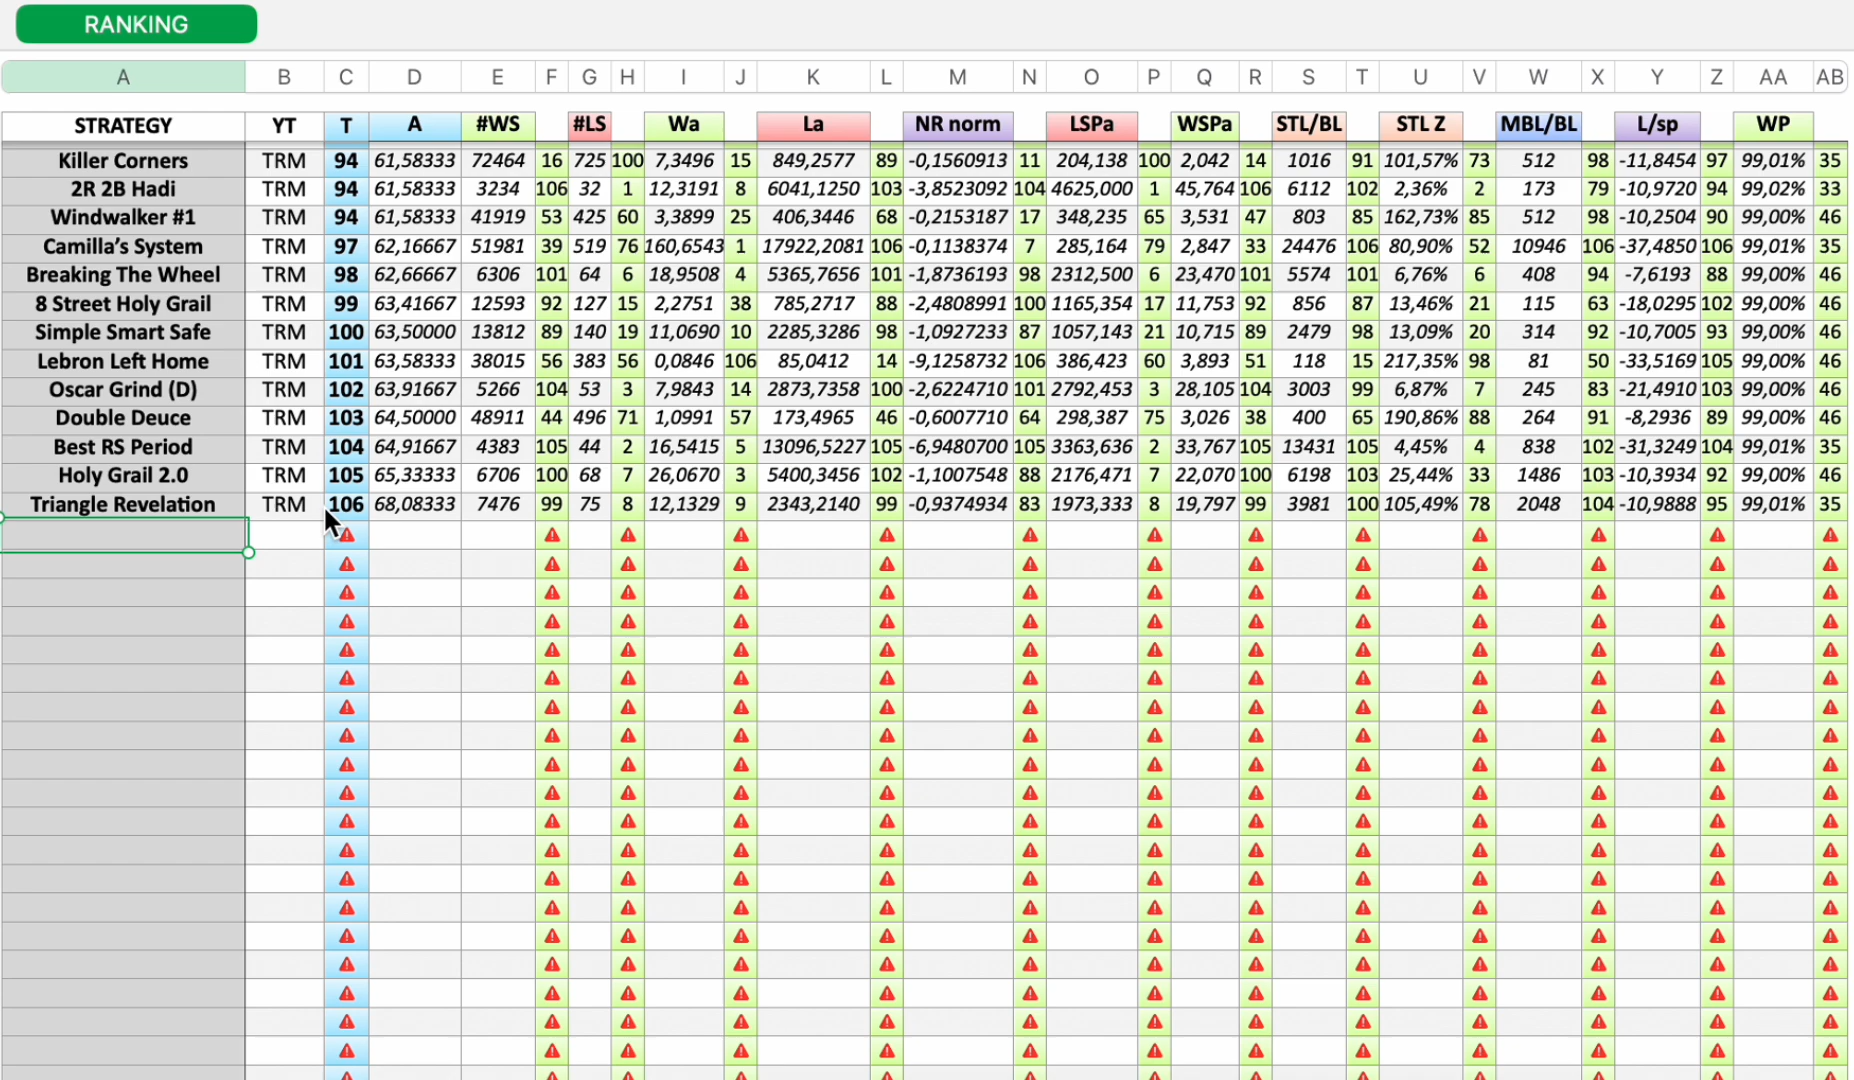 RANKING
A B C D E F G H I J K L M N O P Q R S T U V W X Y Z AA AB
STRATEGY YT T A #WS #LS Wa La NR norm LSPa WSPa STL/BL STL Z MBL/BL L/sp WP
Killer Corners TRM 94 61,58333 72464 16 725 100 7,3496 15 849,2577 89 -0,1560913 11 204,138 100 2,042 14 1016 91 101,57% 73 512 98 -11,8454 97 99,01% 35
2R 2B Hadi TRM 94 61,58333 3234 106 32 1 12,3191 8 6041,1250 103 -3,8523092 104 4625,000 1 45,764 106 6112 102 2,36% 2 173 79 -10,9720 94 99,02% 33
Windwalker #1 TRM 94 61,58333 41919 53 425 60 3,3899 25 406,3446 68 -0,2153187 17 348,235 65 3,531 47 803 85 162,73% 85 512 98 -10,2504 90 99,00% 46
Camilla’s System TRM 97 62,16667 51981 39 519 76 160,6543 1 17922,2081 106 -0,1138374 7 285,164 79 2,847 33 24476 106 80,90% 52 10946 106 -37,4850 106 99,01% 35
Breaking The Wheel TRM 98 62,66667 6306 101 64 6 18,9508 4 5365,7656 101 -1,8736193 98 2312,500 6 23,470 101 5574 101 6,76% 6 408 94 -7,6193 88 99,00% 46
8 Street Holy Grail TRM 99 63,41667 12593 92 127 15 2,2751 38 785,2717 88 -2,4808991 100 1165,354 17 11,753 92 856 87 13,46% 21 115 63 -18,0295 102 99,00% 46
Simple Smart Safe TRM 100 63,50000 13812 89 140 19 11,0690 10 2285,3286 98 -1,0927233 87 1057,143 21 10,715 89 2479 98 13,09% 20 314 92 -10,7005 93 99,00% 46
Lebron Left Home TRM 101 63,58333 38015 56 383 56 0,0846 106 85,0412 14 -9,1258732 106 386,423 60 3,893 51 118 15 217,35% 98 81 50 -33,5169 105 99,00% 46
Oscar Grind (D) TRM 102 63,91667 5266 104 53 3 7,9843 14 2873,7358 100 -2,6224710 101 2792,453 3 28,105 104 3003 99 6,87% 7 245 83 -21,4910 103 99,00% 46
Double Deuce TRM 103 64,50000 48911 44 496 71 1,0991 57 173,4965 46 -0,6007710 64 298,387 75 3,026 38 400 65 190,86% 88 264 91 -8,2936 89 99,00% 46
Best RS Period TRM 104 64,91667 4383 105 44 2 16,5415 5 13096,5227 105 -6,9480700 105 3363,636 2 33,767 105 13431 105 4,45% 4 838 102 -31,3249 104 99,01% 35
Holy Grail 2.0 TRM 105 65,33333 6706 100 68 7 26,0670 3 5400,3456 102 -1,1007548 88 2176,471 7 22,070 100 6198 103 25,44% 33 1486 103 -10,3934 92 99,00% 46
Triangle Revelation TRM 106 68,08333 7476 99 75 8 12,1329 9 2343,2140 99 -0,9374934 83 1973,333 8 19,797 99 3981 100 105,49% 78 2048 104 -10,9888 95 99,01% 35